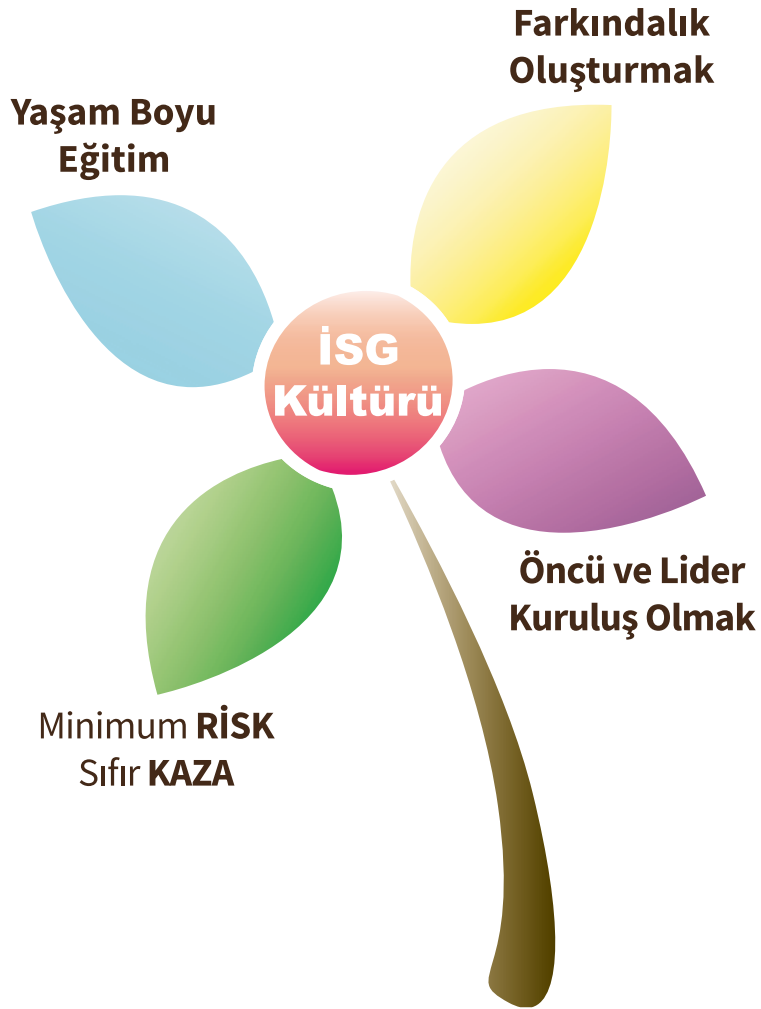 Farkındalık
Oluşturmak
Yaşam Boyu
Eğitim
İSG
Kültürü
Öncü ve Lider
Kuruluş Olmak
Minimum RİSK
Sıfır KAZA